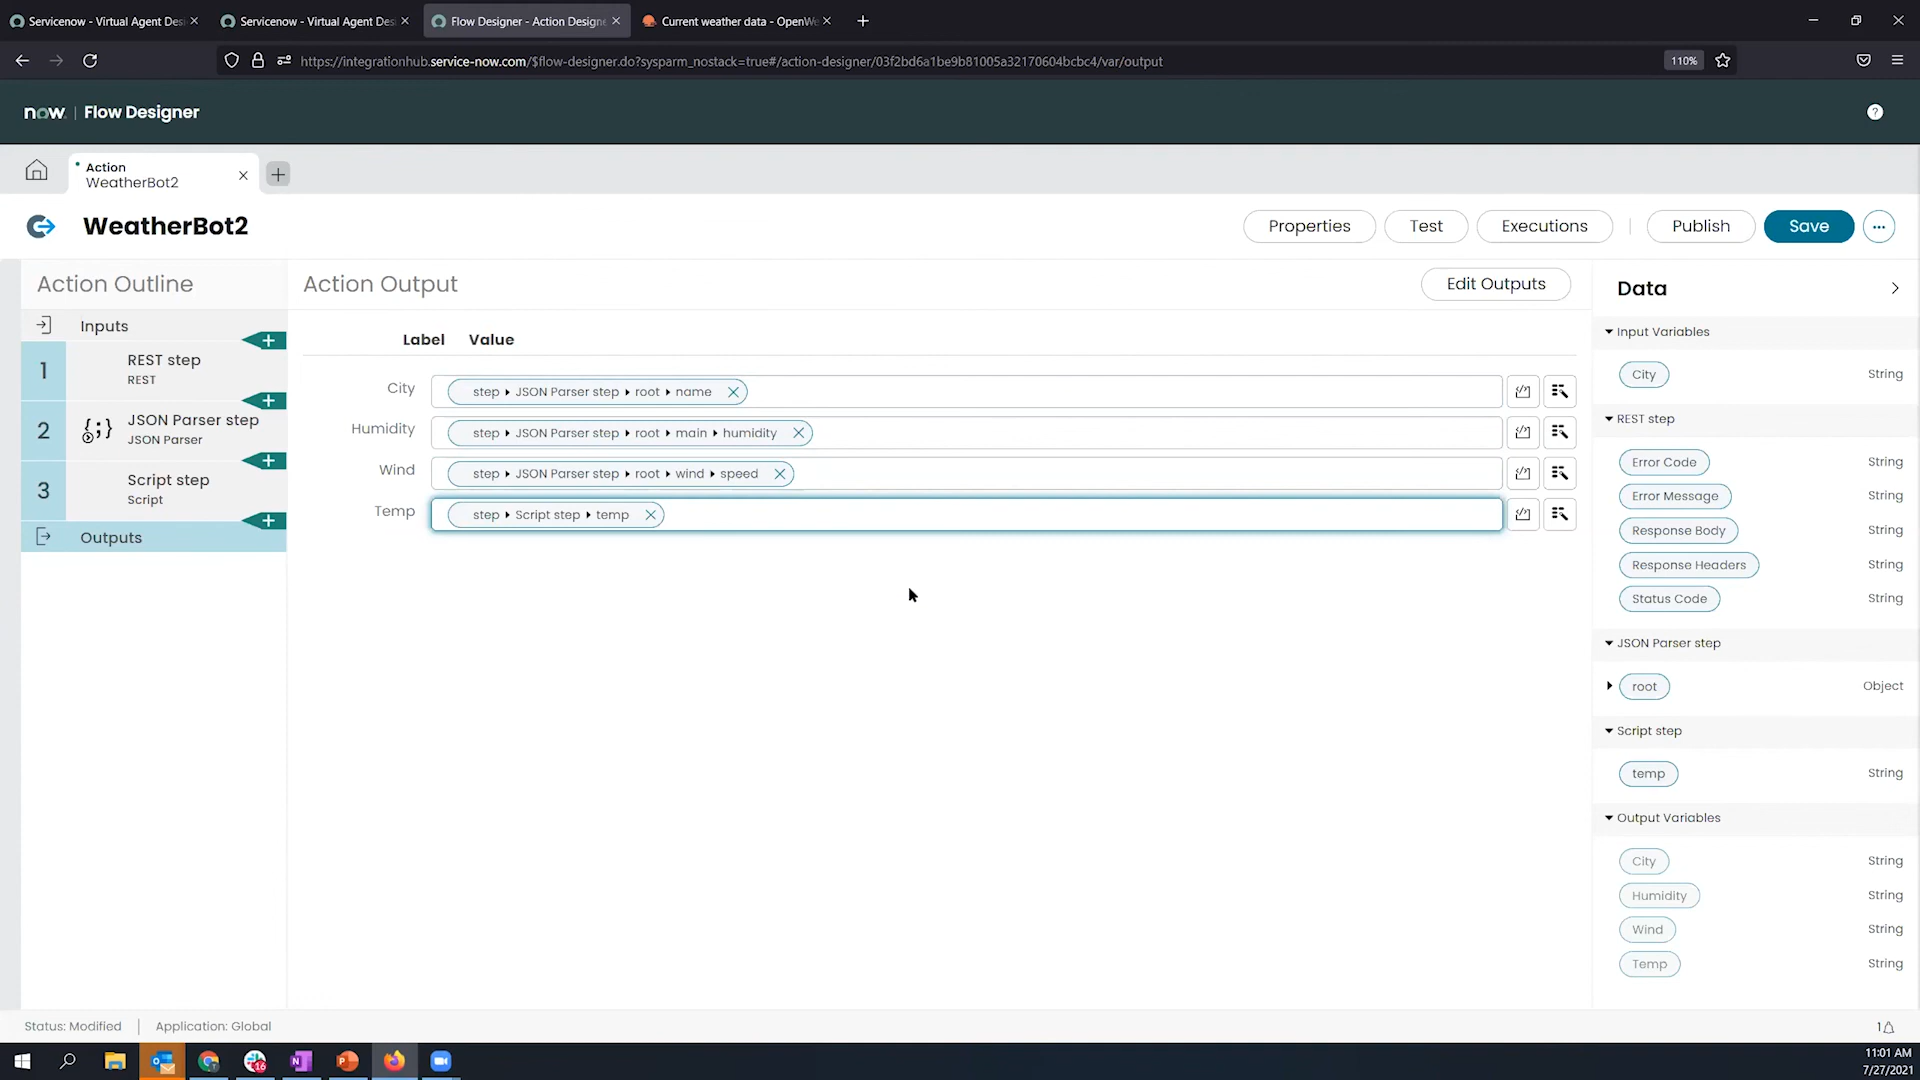 Servicenow - Virtual Agent Des
Servicenow - Virtual Agent Des
Flow Designer - Action Designe
Current weather data - OpenWe
https://integrationhub.service-now.com/$flow-designer.do?sysparm_nostack=true#/action-designer/03f2bd6a1be9b81005a32170604bcbc4/var/output
110%
now | Flow Designer
Action
WeatherBot2
WeatherBot2
Properties
Test
Executions
Publish
Save
Action Outline
Inputs
1
REST step
REST
2
{;}
JSON Parser step
JSON Parser
3
Script step
Script
Outputs
Action Output
Edit Outputs
Label Value
City
step JSON Parser step root name
Humidity
step JSON Parser step root main humidity
Wind
step JSON Parser step root wind speed
Temp
step Script step temp
Data
Input Variables
City String
REST step
Error Code String
Error Message String
Response Body String
Response Headers String
Status Code String
JSON Parser step
root Object
Script step
temp String
Output Variables
City String
Humidity String
Wind String
Temp String
Status: Modified
Application: Global
1
16
11:01 AM
7/27/2021